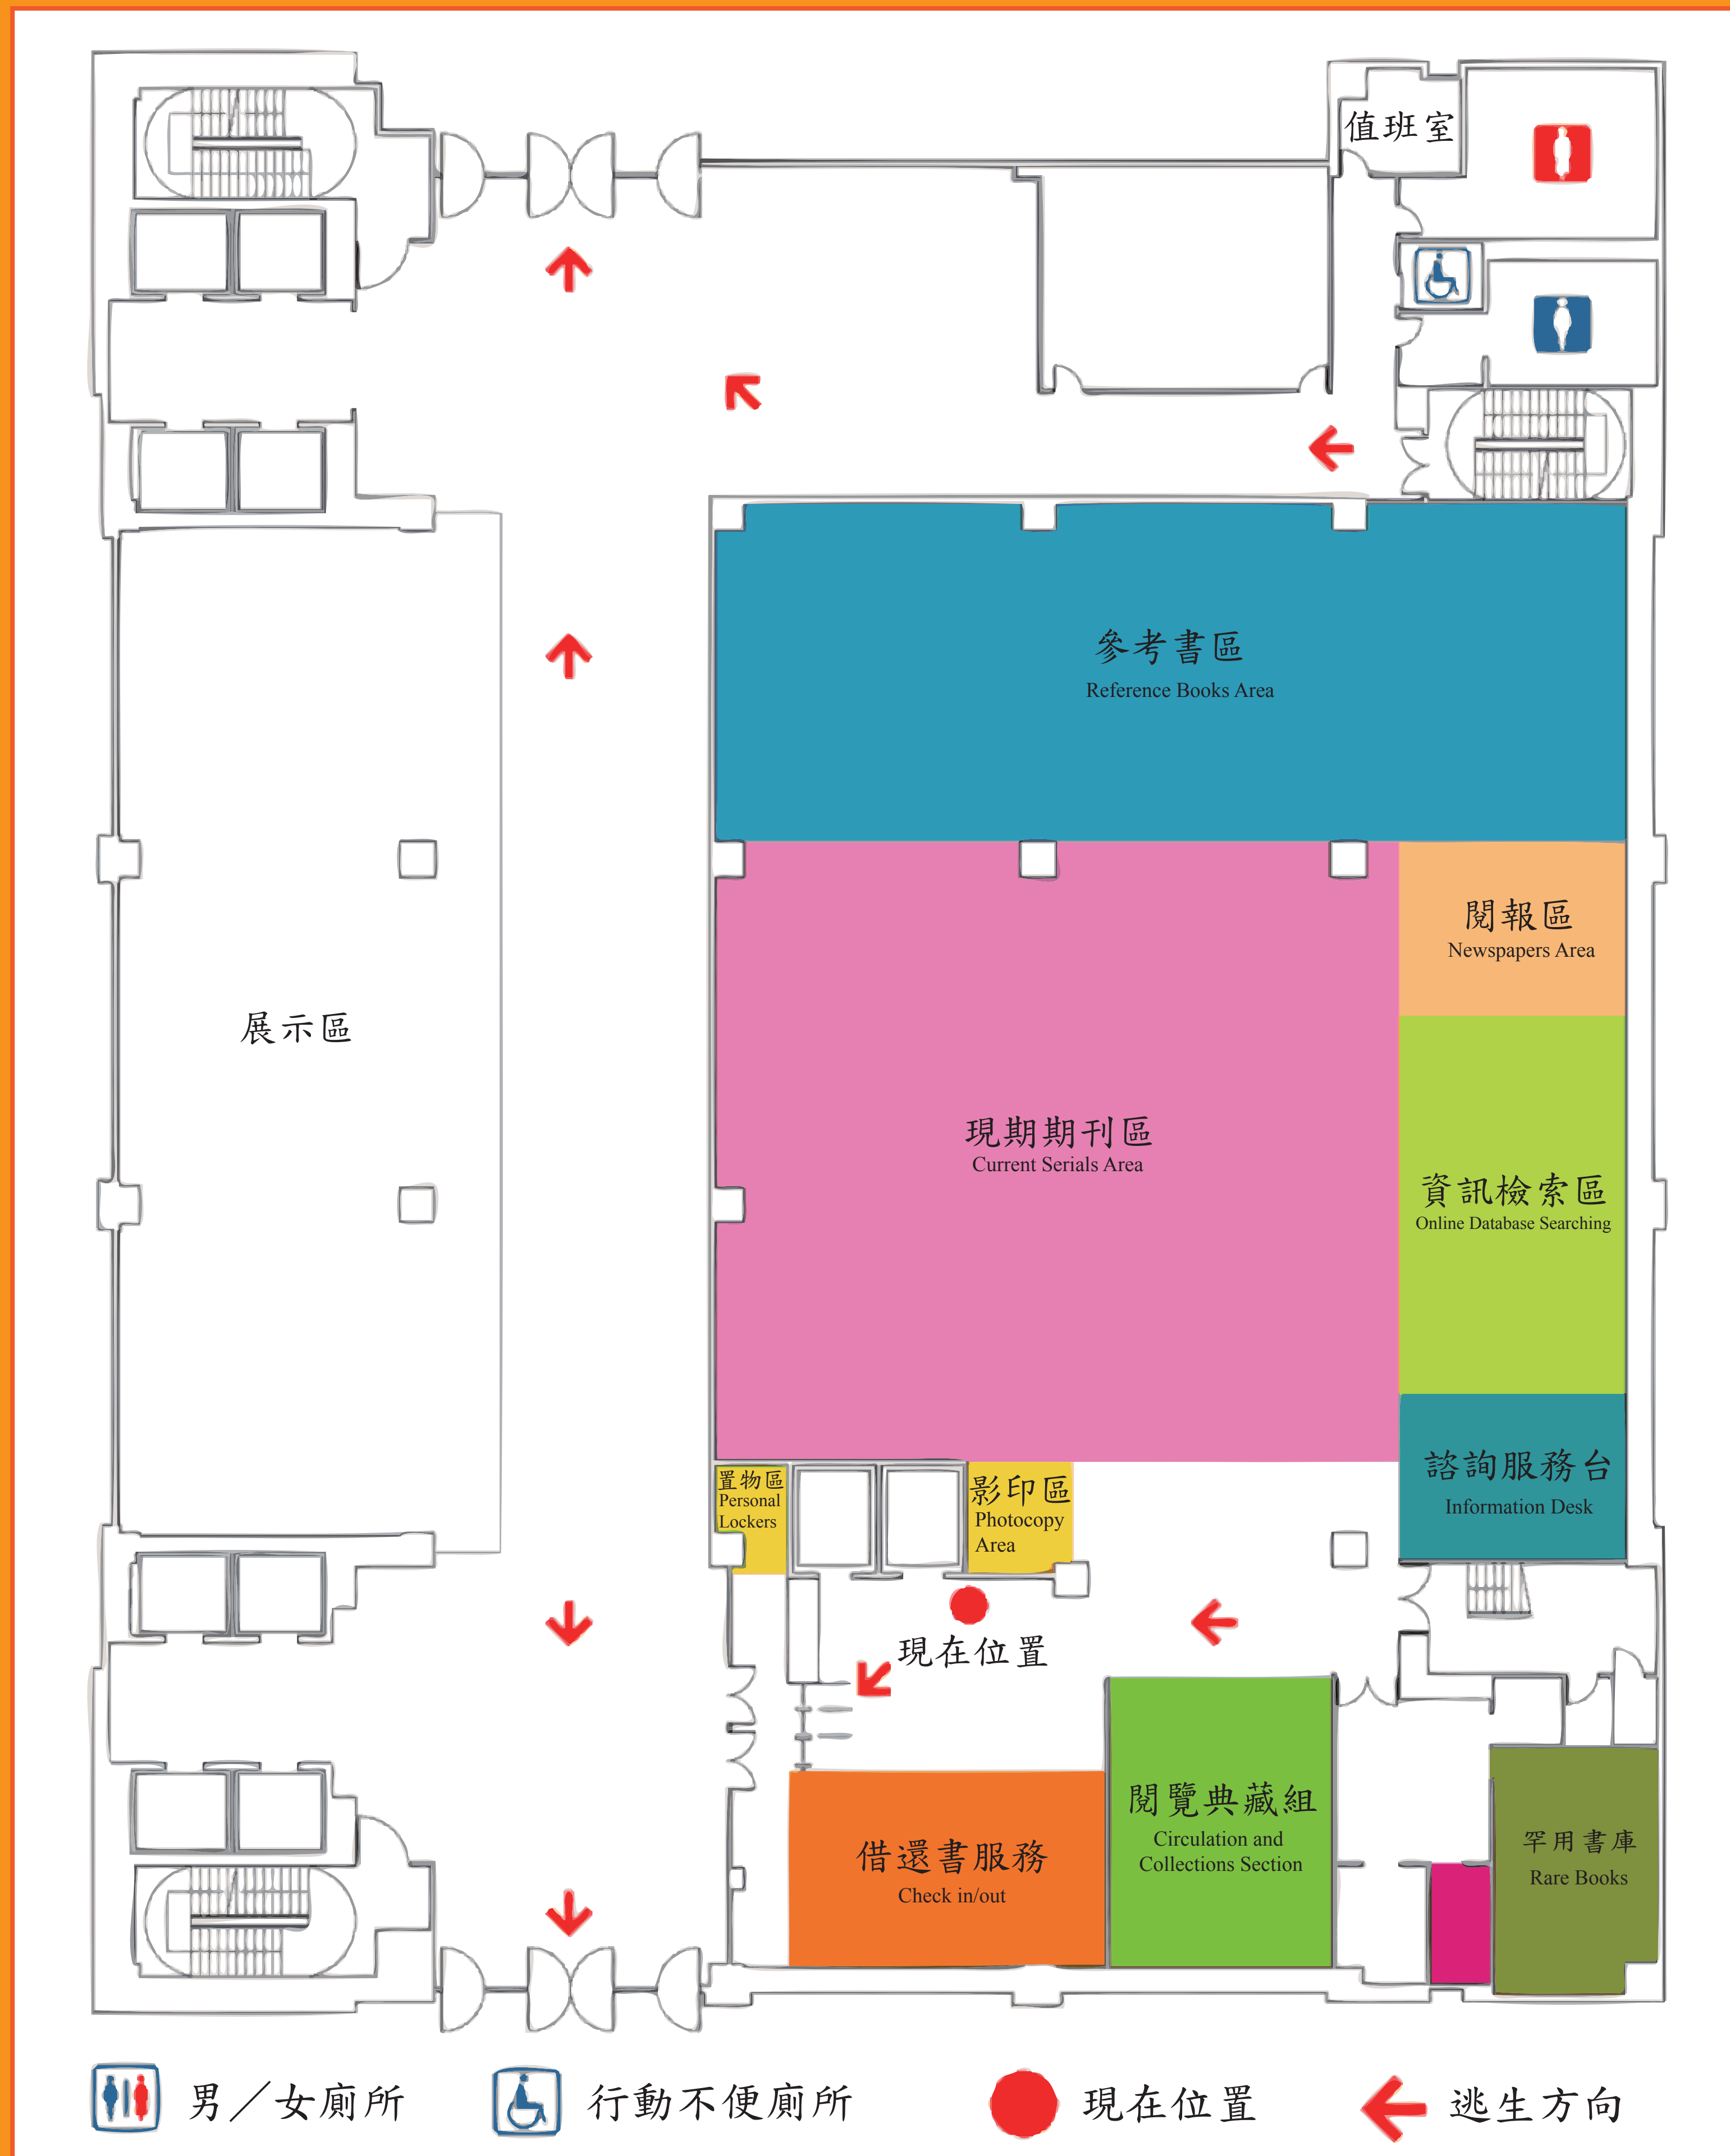 值班室
參考書區
Reference Books Area
閱報區
Newspapers Area
展示區
現期期刊區
Current Serials Area
資訊檢索區
Online Database Searching
諮詢服務台
Information Desk
置物區
Personal
Lockers
影印區
Photocopy
Area
現在位置
借還書服務
Check in/out
閱覽典藏組
Circulation and
Collections Section
罕用書庫
Rare Books
男／女廁所
行動不便廁所
現在位置
逃生方向